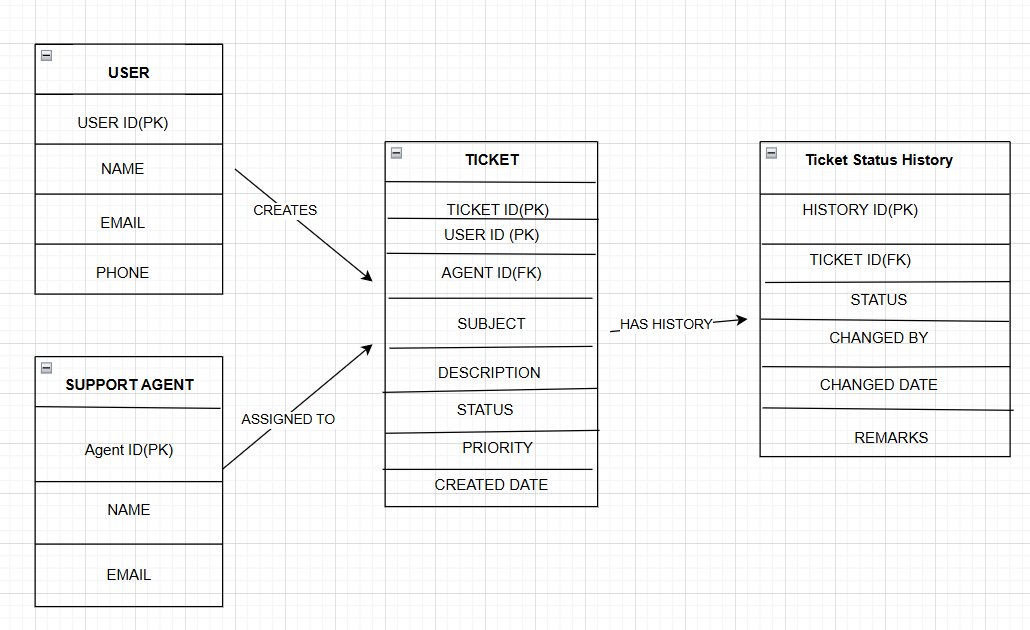 USER
USER ID(PK)
NAME
EMAIL
PHONE
CREATES
SUPPORT AGENT
Agent ID(PK)
NAME
EMAIL
ASSIGNED TO
TICKET
TICKET ID(PK)
USER ID (PK)
AGENT ID(FK)
SUBJECT
DESCRIPTION
STATUS
PRIORITY
CREATED DATE
HAS HISTORY
Ticket Status History
HISTORY ID(PK)
TICKET ID(FK)
STATUS
CHANGED BY
CHANGED DATE
REMARKS